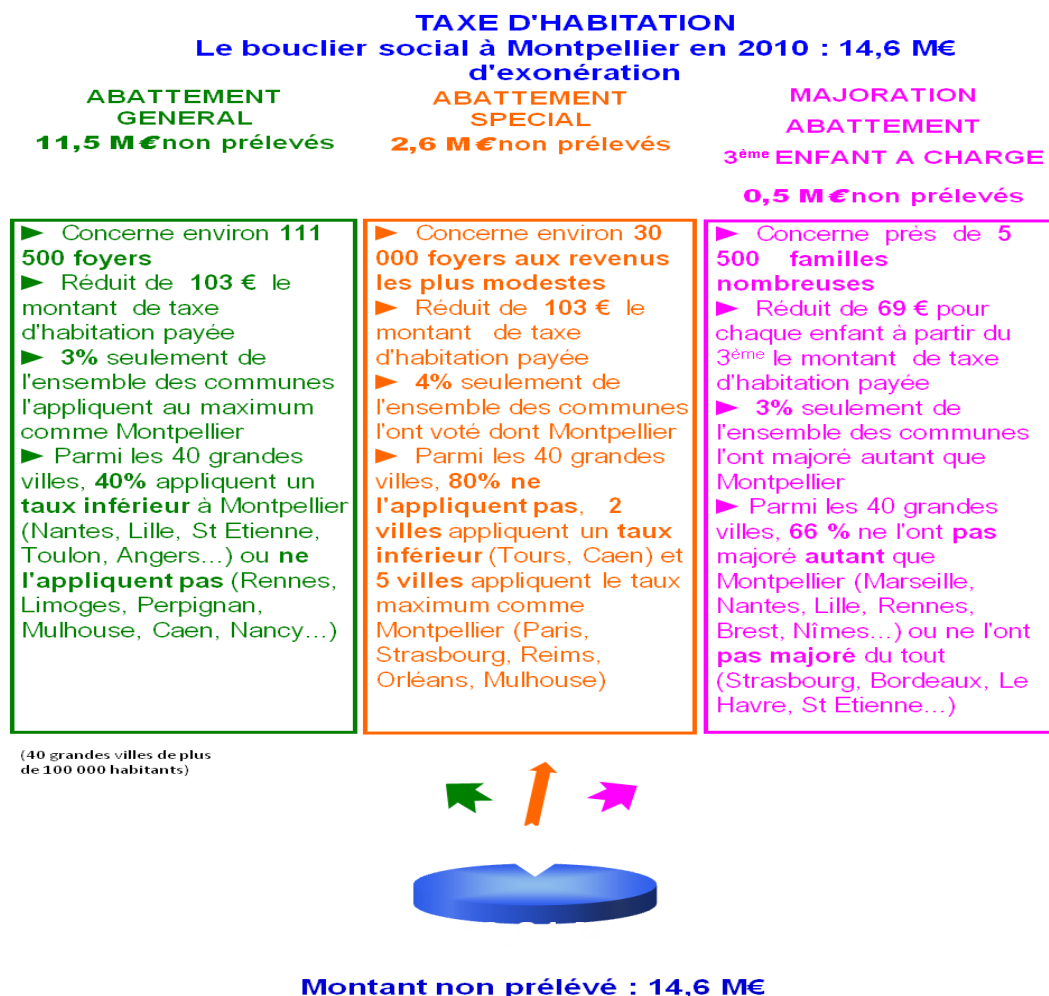 TAXE D'HABITATION
Le bouclier social à Montpellier en 2010 : 14,6 M€
d'exonération
ABATTEMENT
GENERAL
11,5 M€ non prélevés
ABATTEMENT
SPECIAL
2,6 M€ non prélevés
MAJORATION
ABATTEMENT
3ème ENFANT A CHARGE
0,5 M€ non prélevés
► Concerne environ 111
500 foyers
► Réduit de 103 € le
montant de taxe
d'habitation payée
► 3% seulement de
l'ensemble des communes
l'appliquent au maximum
comme Montpellier
► Parmi les 40 grandes
villes, 40% appliquent un
taux inférieur à Montpellier
(Nantes, Lille, St Etienne,
Toulon, Angers...) ou ne
l'appliquent pas (Rennes,
Limoges, Perpignan,
Mulhouse, Caen, Nancy...)
► Concerne environ 30
000 foyers aux revenus
les plus modestes
► Réduit de 103 € le
montant de taxe
d'habitation payée
► 4% seulement de
l'ensemble des communes
l'ont voté dont Montpellier
► Parmi les 40 grandes
villes, 80% ne
l'appliquent pas, 2
villes appliquent un taux
inférieur (Tours, Caen) et
5 villes appliquent le taux
maximum comme
Montpellier (Paris,
Strasbourg, Reims,
Orléans, Mulhouse)
► Concerne près de 5
500 familles
nombreuses
► Réduit de 69 € pour
chaque enfant à partir du
3ème le montant de taxe
d'habitation payée
► 3% seulement de
l'ensemble des communes
l'ont majoré autant que
Montpellier
► Parmi les 40 grandes
villes, 66 % ne l'ont pas
majoré autant que
Montpellier (Marseille,
Nantes, Lille, Rennes,
Brest, Nîmes...) ou ne l'ont
pas majoré du tout
(Strasbourg, Bordeaux, Le
Havre, St Etienne...)
(40 grandes villes de plus
de 100 000 habitants)
Montant non prélévé : 14,6 M€